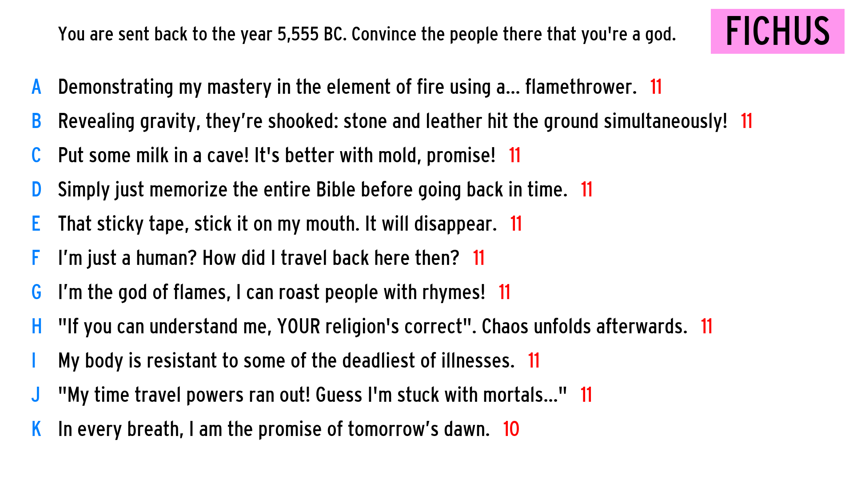 You are sent back to the year 5,555 BC. Convince the people there that you're a god.
FICHUS
A Demonstrating my mastery in the element of fire using a... flamethrower. 11
B Revealing gravity, they’re shooked: stone and leather hit the ground simultaneously! 11
C Put some milk in a cave! It's better with mold, promise! 11
D Simply just memorize the entire Bible before going back in time. 11
E That sticky tape, stick it on my mouth. It will disappear. 11
F I’m just a human? How did I travel back here then? 11
G I’m the god of flames, I can roast people with rhymes! 11
H "If you can understand me, YOUR religion's correct". Chaos unfolds afterwards. 11
I My body is resistant to some of the deadliest of illnesses. 11
J "My time travel powers ran out! Guess I'm stuck with mortals..." 11
K In every breath, I am the promise of tomorrow’s dawn. 10